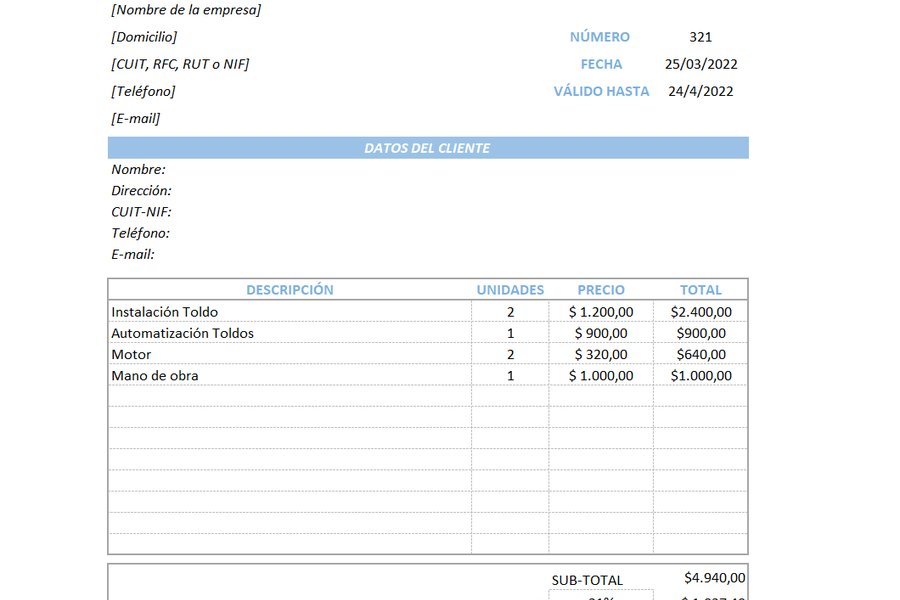 [Nombre de la empresa]
[Domicilio] NÚMERO 321
[CUIT, RFC, RUT o NIF] FECHA 25/03/2022
[Teléfono] VÁLIDO HASTA 24/4/2022
[E-mail]
DATOS DEL CLIENTE
Nombre:
Dirección:
CUIT-NIF:
Teléfono:
E-mail:
DESCRIPCIÓN UNIDADES PRECIO TOTAL
Instalación Toldo 2 $ 1.200,00 $2.400,00
Automatización Toldos 1 $ 900,00 $900,00
Motor 2 $ 320,00 $640,00
Mano de obra 1 $ 1.000,00 $1.000,00
SUB-TOTAL $4.940,00